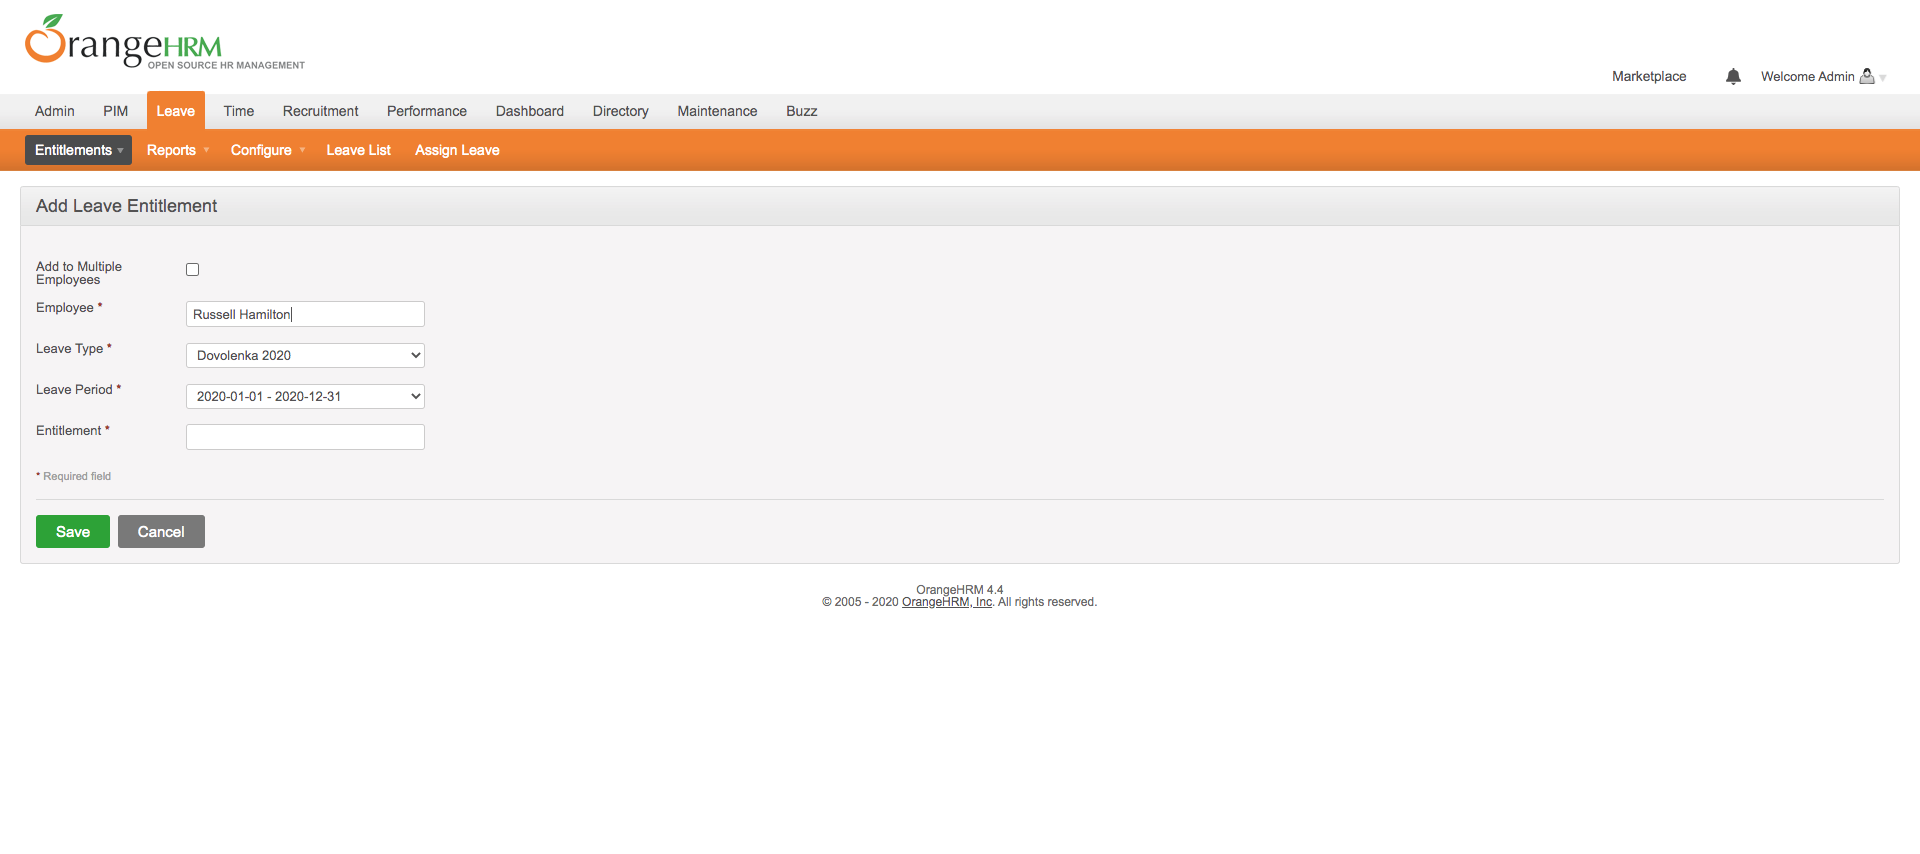 OrangeHRM
OPEN SOURCE HR MANAGEMENT
Marketplace
Welcome Admin
Admin PIM Leave Time Recruitment Performance Dashboard Directory Maintenance Buzz
Entitlements Reports Configure Leave List Assign Leave
Add Leave Entitlement
Add to Multiple
Employees
Employee *
Russell Hamilton
Leave Type *
Dovolenka 2020
Leave Period *
2020-01-01 - 2020-12-31
Entitlement *
* Required field
Save Cancel
OrangeHRM 4.4
© 2005 - 2020 OrangeHRM, Inc. All rights reserved.